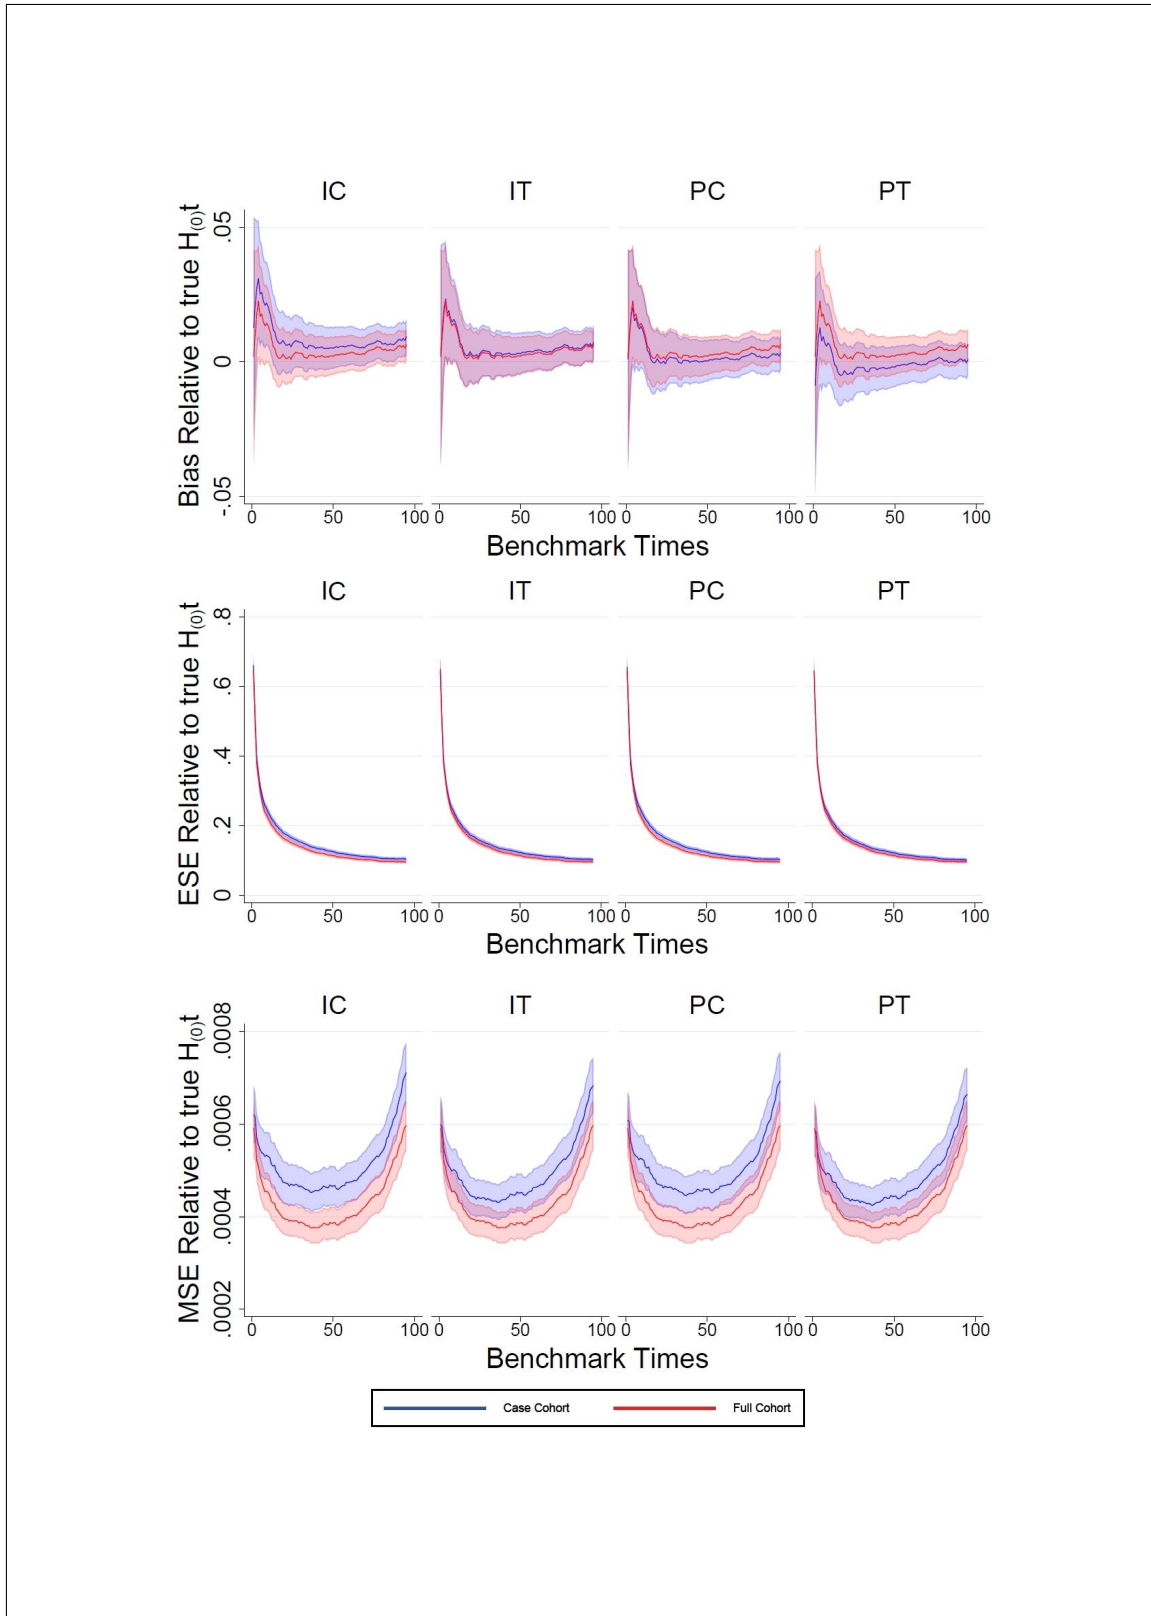 IC IT PC PT
Bias Relative to true H(0)t
.05
0
-.05
0 50 100 0 50 100 0 50 100 0 50 100
Benchmark Times
IC IT PC PT
ESE Relative to true H(0)t
.8
.6
.4
.2
0
0 50 100 0 50 100 0 50 100 0 50 100
Benchmark Times
IC IT PC PT
MSE Relative to true H(0)t
.0008
.0006
.0004
.0002
0 50 100 0 50 100 0 50 100 0 50 100
Benchmark Times
Case Cohort Full Cohort